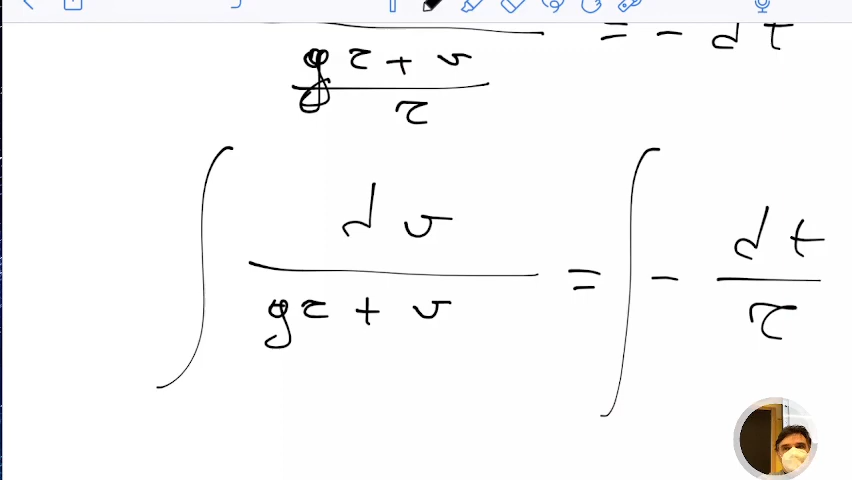 = - dt
gτ + v
τ
∫ dv = ∫ - dt
gτ + v τ